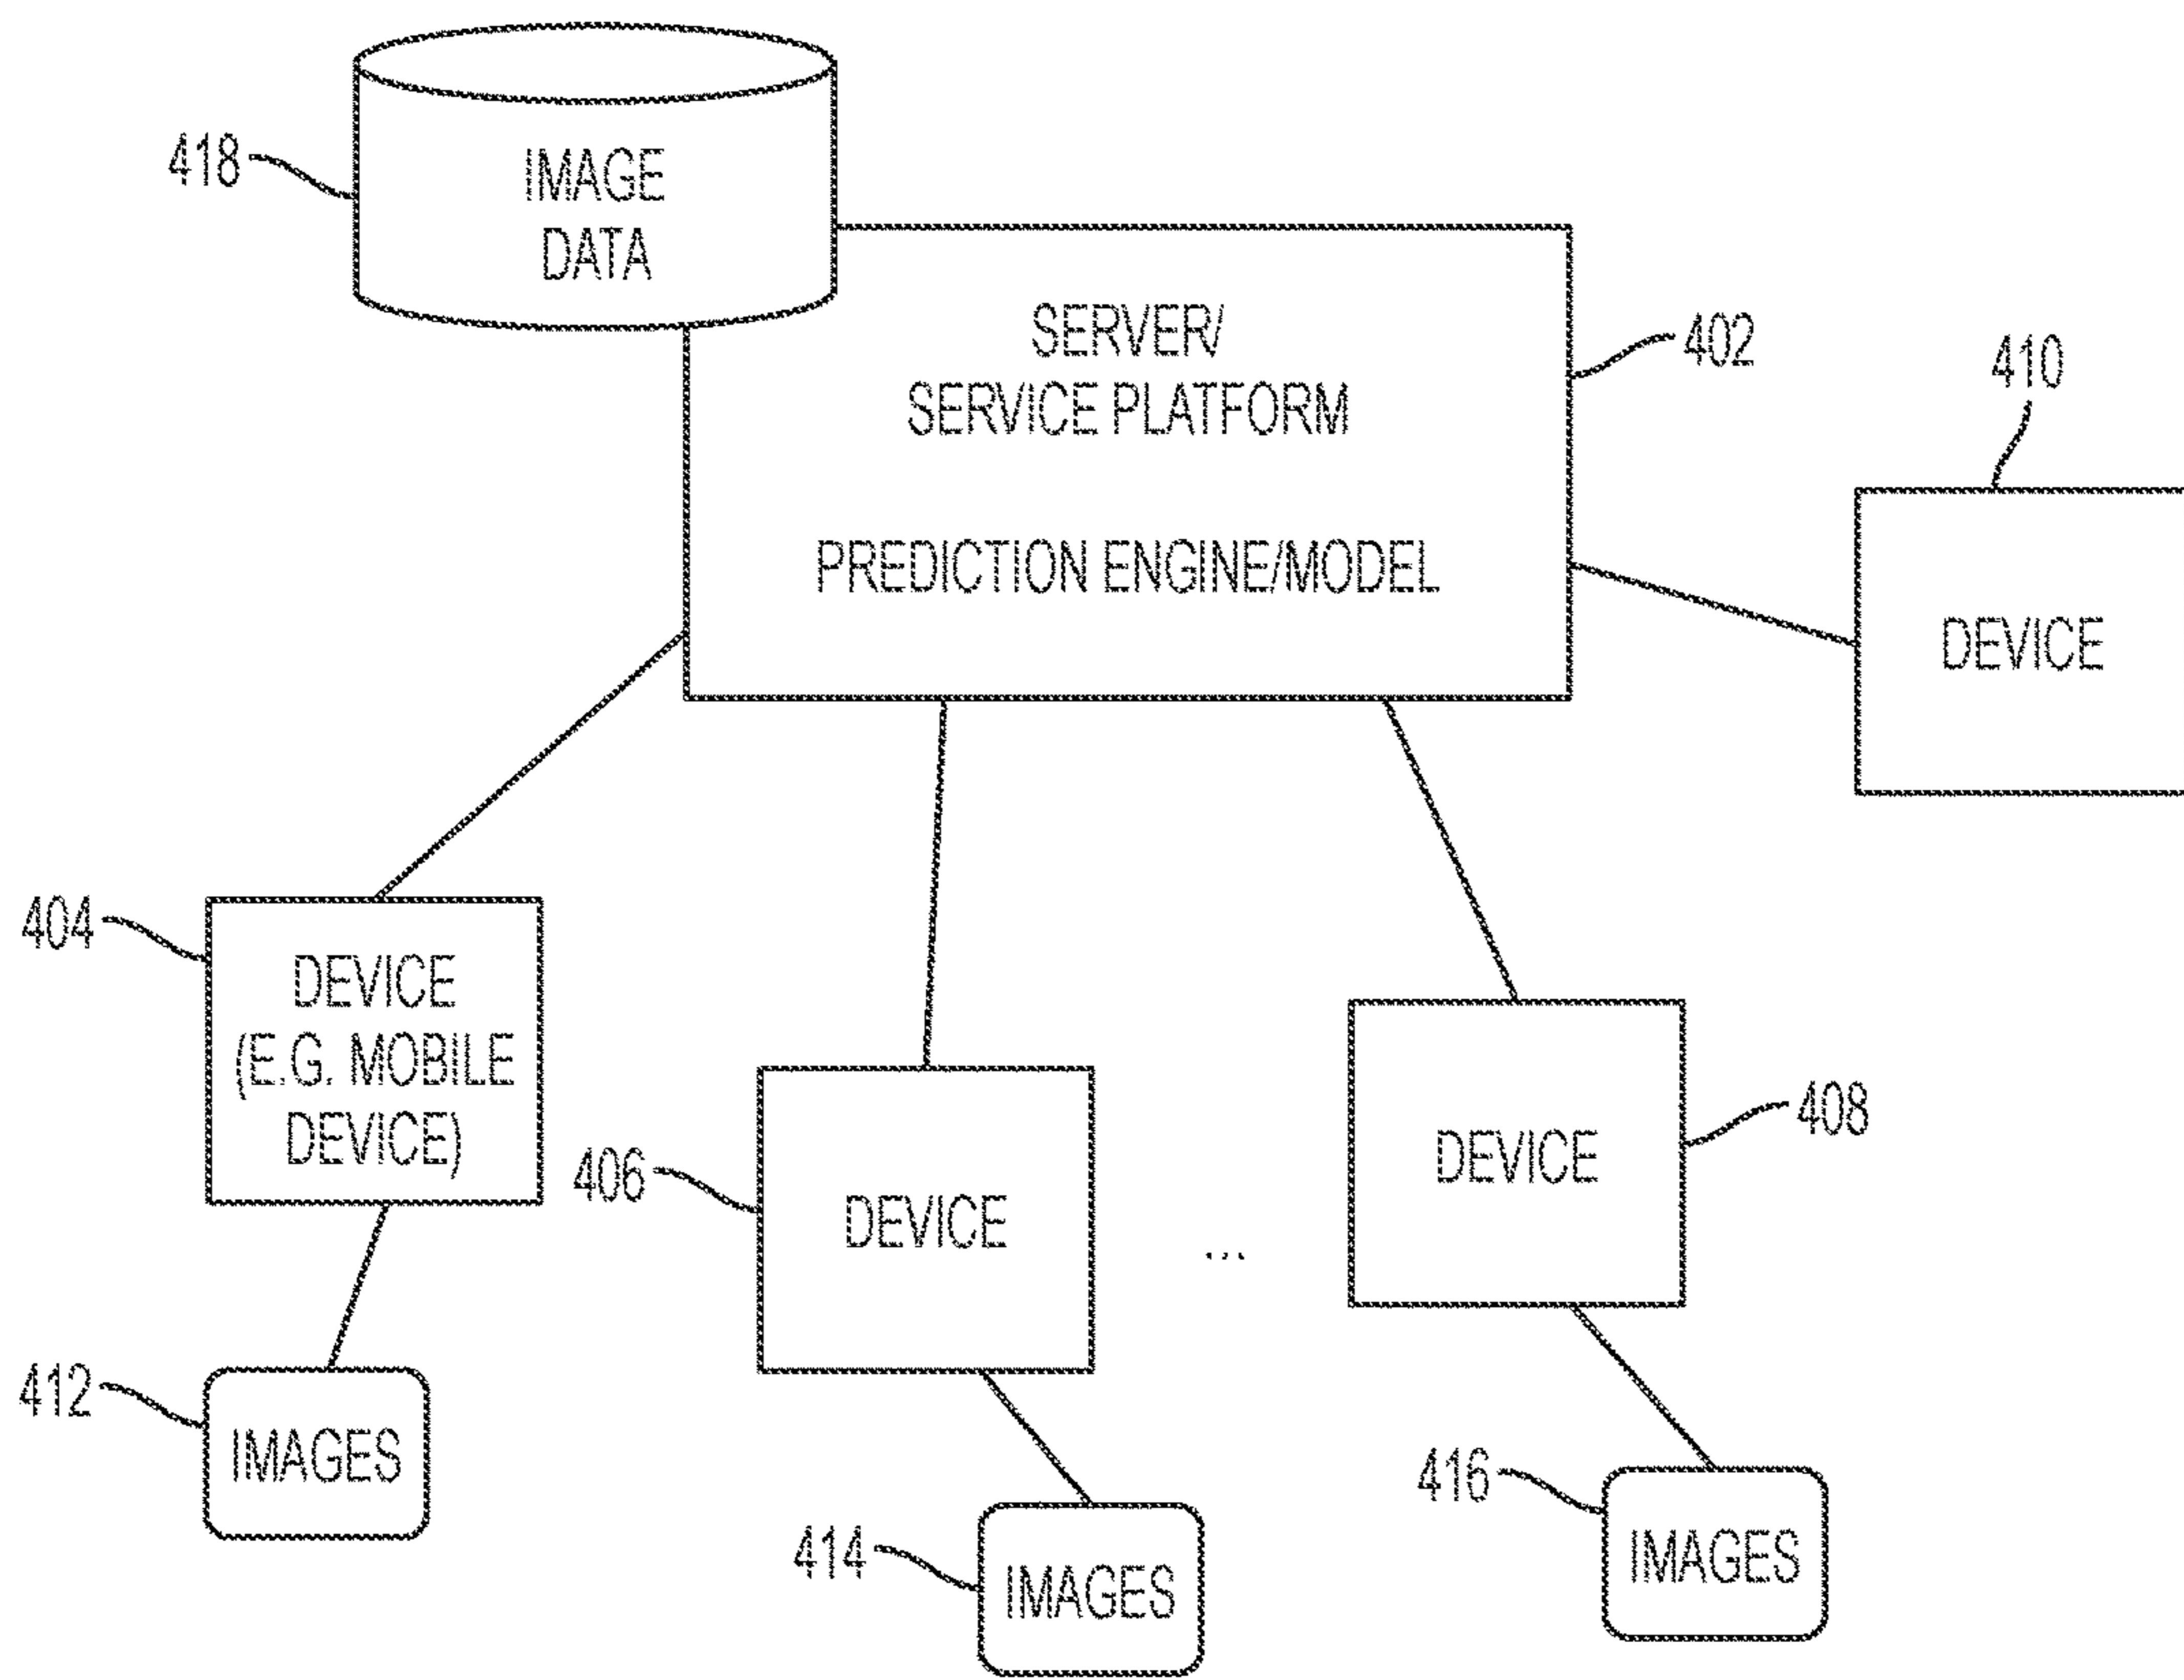 418
IMAGE
DATA
SERVER/
SERVICE PLATFORM
PREDICTION ENGINE/MODEL
402
410
DEVICE
404
DEVICE
(E.G. MOBILE
DEVICE)
406
DEVICE
...
DEVICE
408
412
IMAGES
414
IMAGES
416
IMAGES